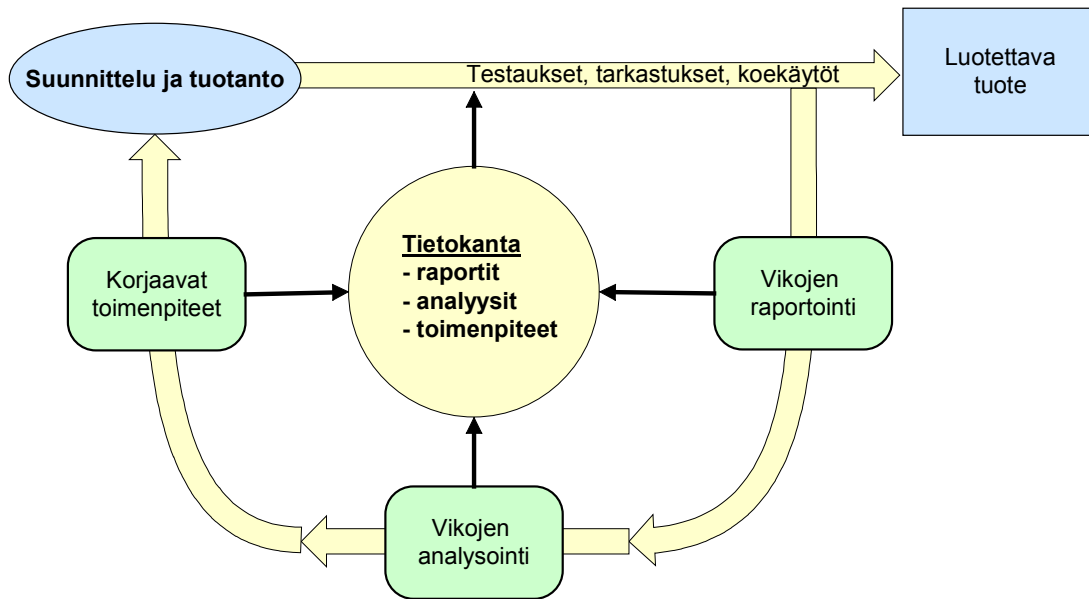 Suunnittelu ja tuotanto
Testaukset, tarkastukset, koekäytöt
Luotettava
tuote
Tietokanta
- raportit
- analyysit
- toimenpiteet
Korjaavat
toimenpiteet
Vikojen
raportointi
Vikojen
analysointi